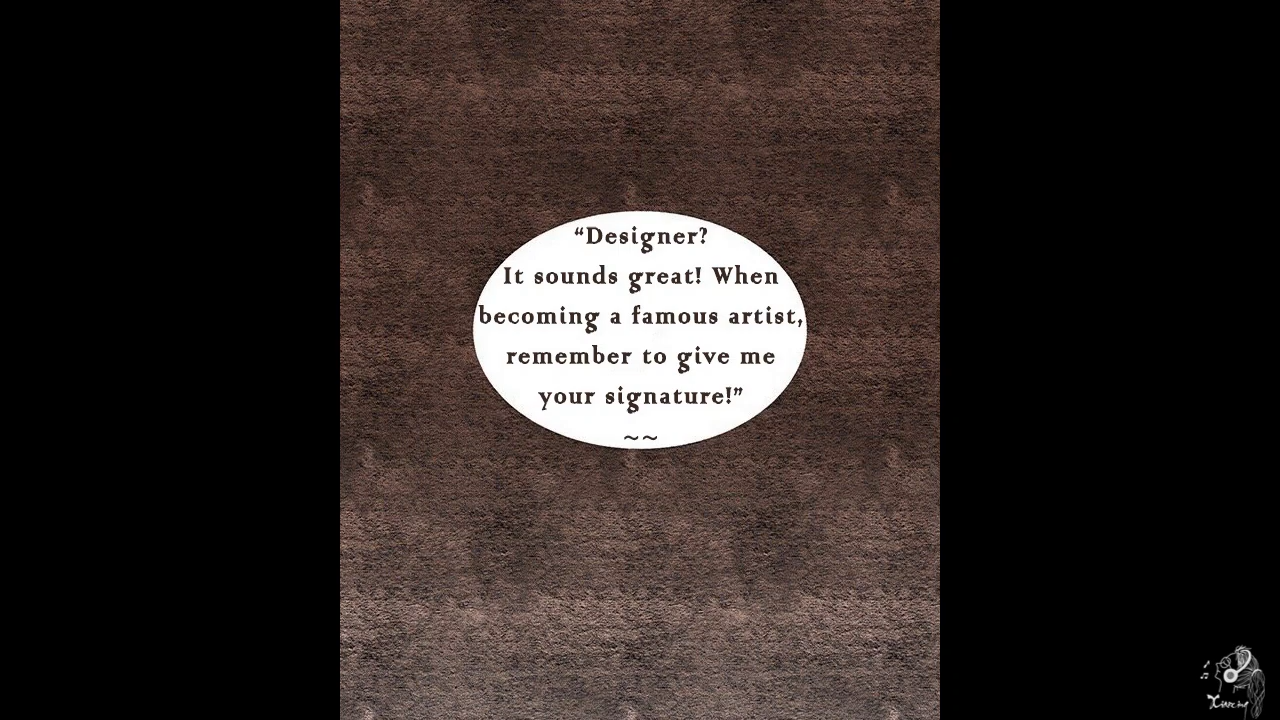 “Designer?
It sounds great! When
becoming a famous artist,
remember to give me
your signature!”
~~